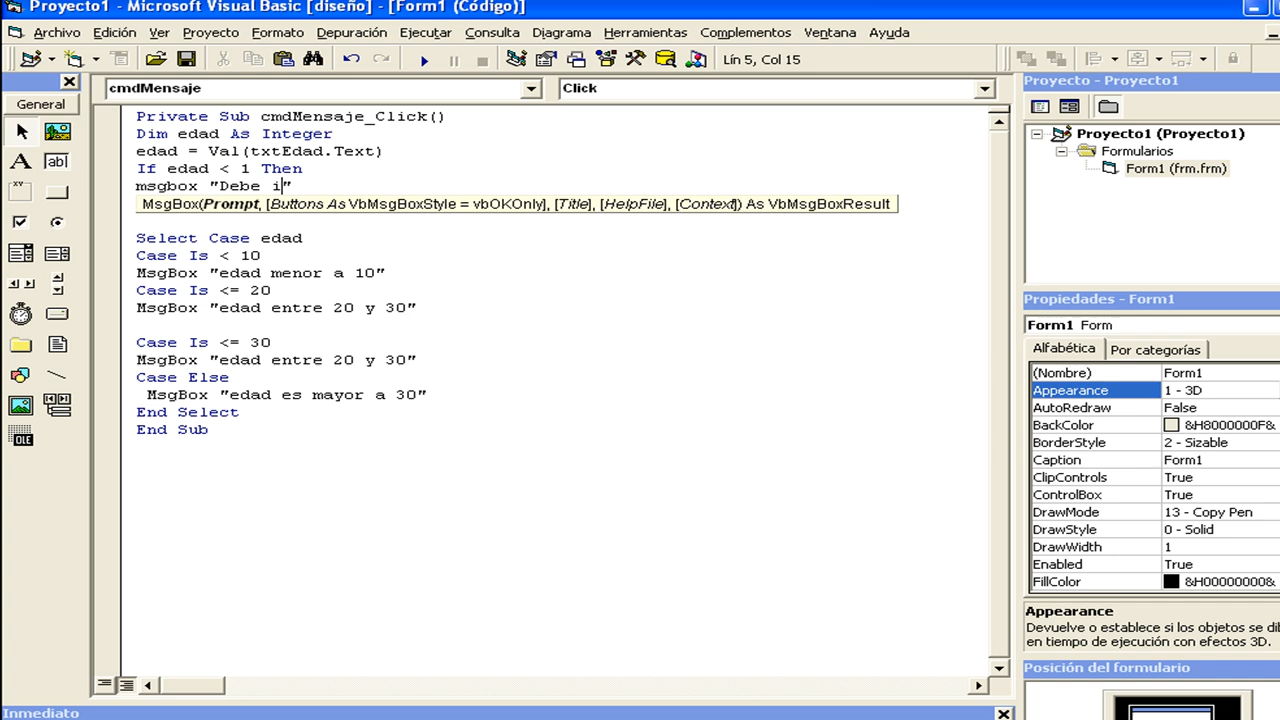 Proyecto1 - Microsoft Visual Basic [diseño] - [Form1 (Código)]
Archivo Edición Ver Proyecto Formato Depuración Ejecutar Consulta Diagrama Herramientas Complementos Ventana Ayuda
Lín 5, Col 15
General
A
abl
xy
OLE
cmdMensaje Click
Private Sub cmdMensaje_Click()
Dim edad As Integer
edad = Val(txtEdad.Text)
If edad < 1 Then
msgbox "Debe i"
MsgBox(Prompt, [Buttons As VbMsgBoxStyle = vbOKOnly], [Title], [HelpFile], [Context]) As VbMsgBoxResult
Select Case edad
Case Is < 10
MsgBox "edad menor a 10"
Case Is <= 20
MsgBox "edad entre 20 y 30"
Case Is <= 30
MsgBox "edad entre 20 y 30"
Case Else
MsgBox "edad es mayor a 30"
End Select
End Sub
Proyecto - Proyecto1
Proyecto1 (Proyecto1)
Formularios
Form1 (frm.frm)
Propiedades - Form1
Form1 Form
Alfabética Por categorías
(Nombre) Form1
Appearance 1 - 3D
AutoRedraw False
BackColor &H8000000F&
BorderStyle 2 - Sizable
Caption Form1
ClipControls True
ControlBox True
DrawMode 13 - Copy Pen
DrawStyle 0 - Solid
DrawWidth 1
Enabled True
FillColor &H00000000&
Appearance
Devuelve o establece si los objetos se di
en tiempo de ejecución con efectos 3D.
Posición del formulario
Inmediato